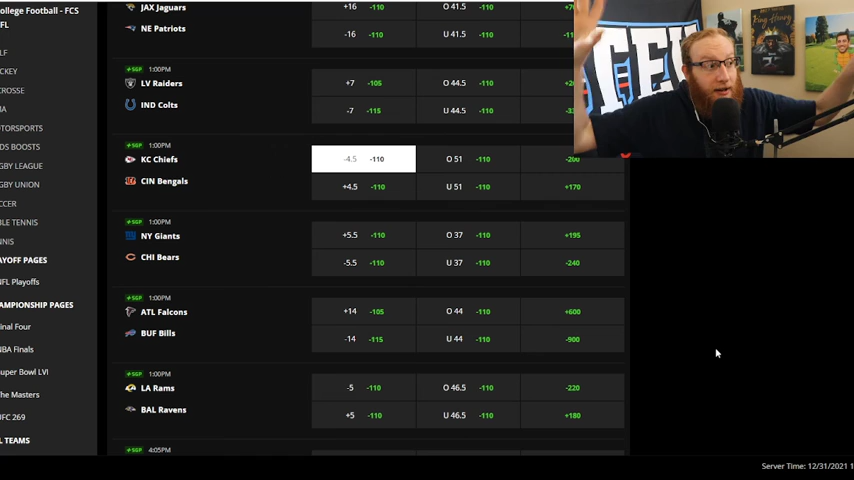 ollege Football - FCS
FL
LF
CKEY
CROSSE
A
OTORSPORTS
DS BOOSTS
GBY LEAGUE
GBY UNION
CCER
BLE TENNIS
NNIS
AYOFF PAGES
NFL Playoffs
AMPIONSHIP PAGES
inal Four
NBA Finals
uper Bowl LVI
he Masters
FC 269
L TEAMS
JAX Jaguars +16 -110 O 41.5 -110
NE Patriots -16 -110 U 41.5 -110
+SGP 1:00PM
LV Raiders +7 -105 O 44.5 -110
IND Colts -7 -115 U 44.5 -110
+SGP 1:00PM
KC Chiefs -4.5 -110 O 51 -110 -200
CIN Bengals +4.5 -110 U 51 -110 +170
+SGP 1:00PM
NY Giants +5.5 -110 O 37 -110 +195
CHI Bears -5.5 -110 U 37 -110 -240
+SGP 1:00PM
ATL Falcons +14 -105 O 44 -110 +600
BUF Bills -14 -115 U 44 -110 -900
+SGP 1:00PM
LA Rams -5 -110 O 46.5 -110 -220
BAL Ravens +5 -110 U 46.5 -110 +180
+SGP 4:05PM
King Henry
Server Time: 12/31/2021 1